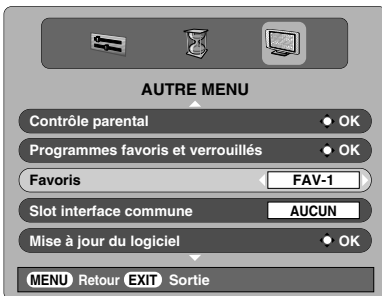 AUTRE MENU
Contrôle parental OK
Programmes favoris et verrouillés OK
Favoris FAV-1
Slot interface commune AUCUN
Mise à jour du logiciel OK
MENU Retour EXIT Sortie